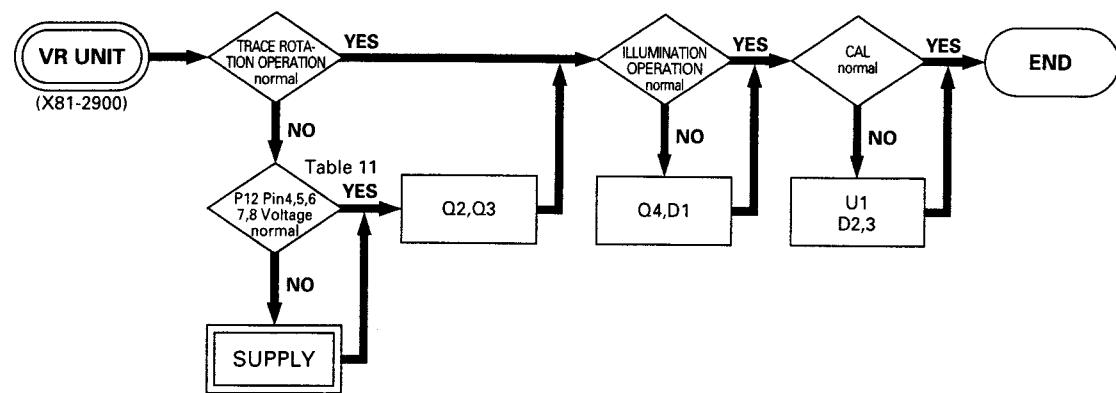 VR UNIT
(X81-2900)
TRACE ROTA-
TION OPERATION
normal
YES
NO
Table 11
P12 Pin4,5,6
7,8 Voltage
normal
YES
NO
SUPPLY
Q2,Q3
ILLUMINATION
OPERATION
normal
YES
NO
Q4,D1
CAL
normal
YES
NO
U1
D2,3
END